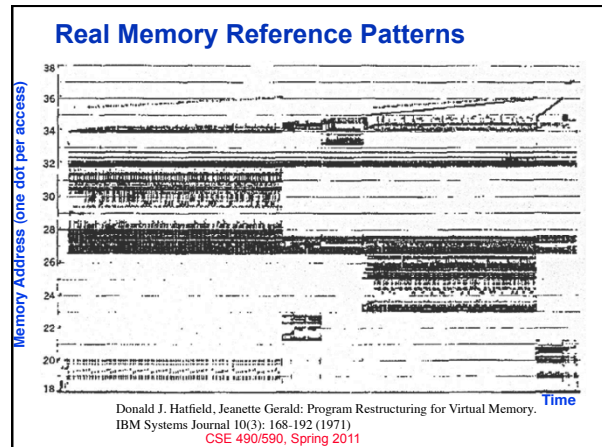 Real Memory Reference Patterns
Memory Address (one dot per access)
38
36
34
32
30
28
26
24
22
20
18
Time
Donald J. Hatfield, Jeanette Gerald: Program Restructuring for Virtual Memory.
IBM Systems Journal 10(3): 168-192 (1971)
CSE 490/590, Spring 2011